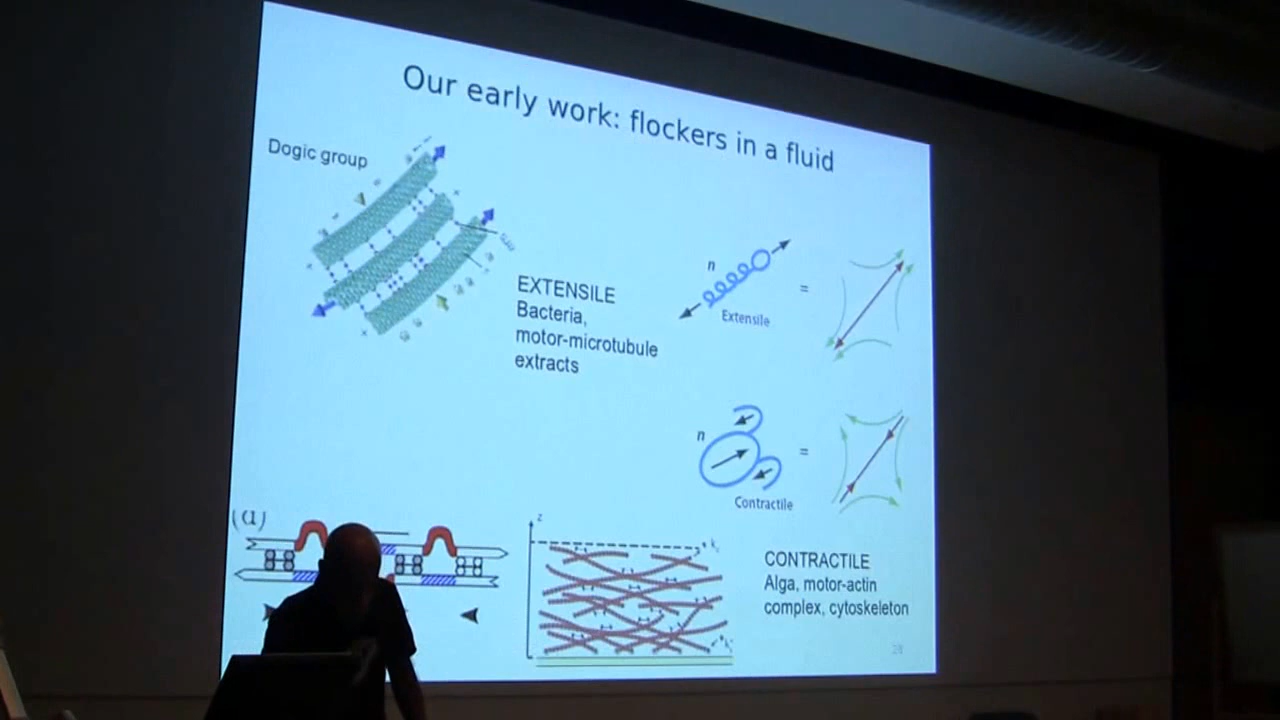 Our early work: flockers in a fluid
Dogic group
EXTENSILE
Bacteria,
motor-microtubule
extracts
n
Extensile
=
n
Contractile
=
(a)
z
CONTRACTILE
Alga, motor-actin
complex, cytoskeleton